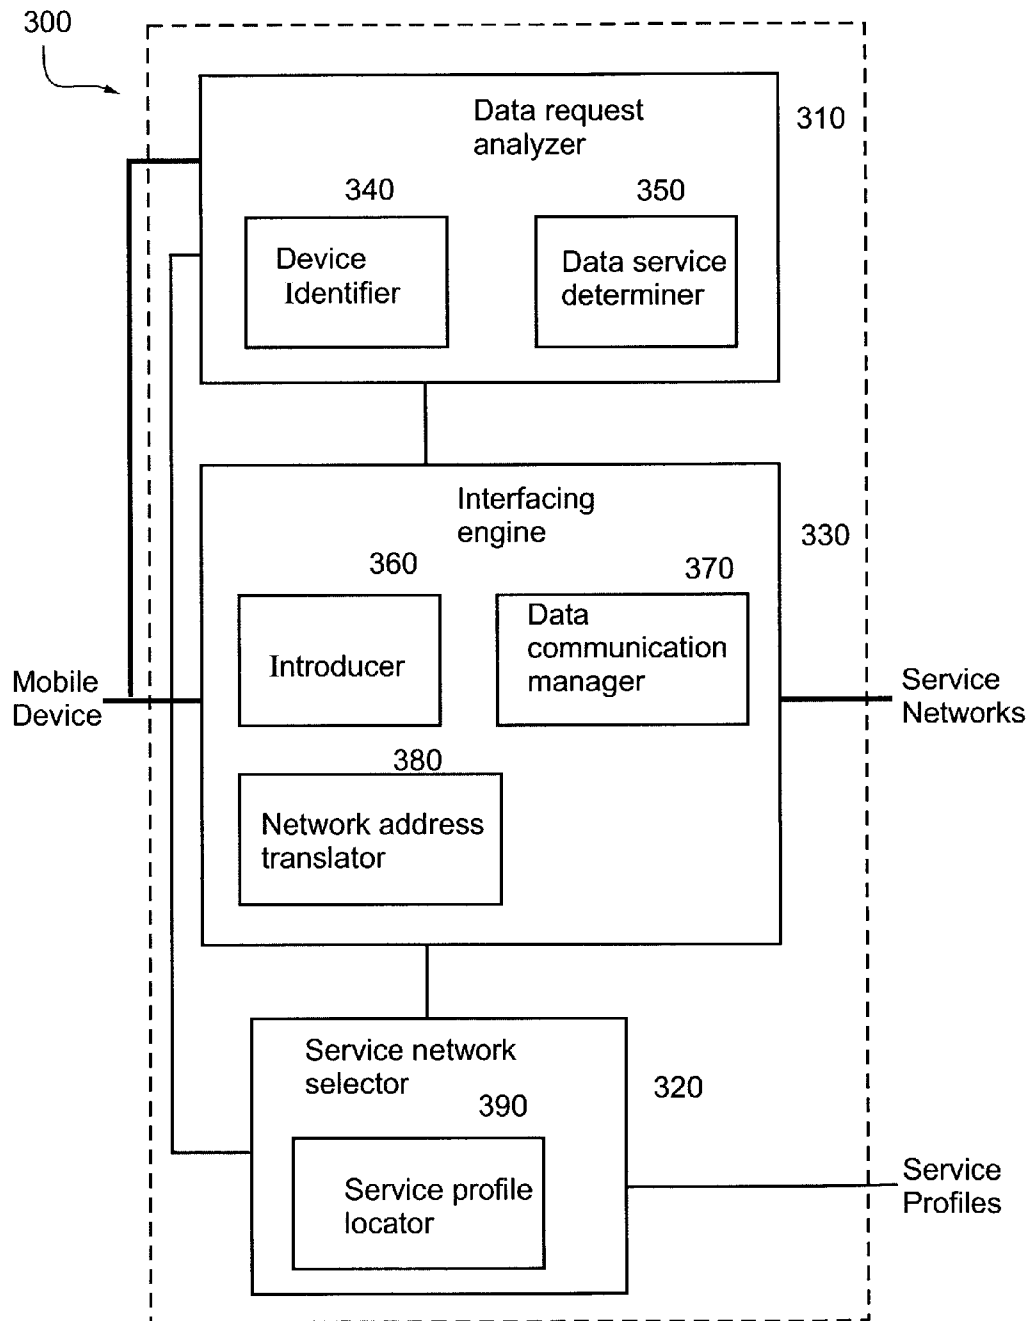 300
Data request
analyzer
310
340
350
Device
Identifier
Data service
determiner
Interfacing
engine
330
360
370
Introducer
Data
communication
manager
Mobile
Device
Service
Networks
380
Network address
translator
Service network
selector
320
390
Service profile
locator
Service
Profiles